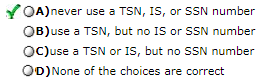 A) never use a TSN, IS, or SSN number
B) use a TSN, but no IS or SSN number
C) use a TSN or IS, but no SSN number
D) None of the choices are correct